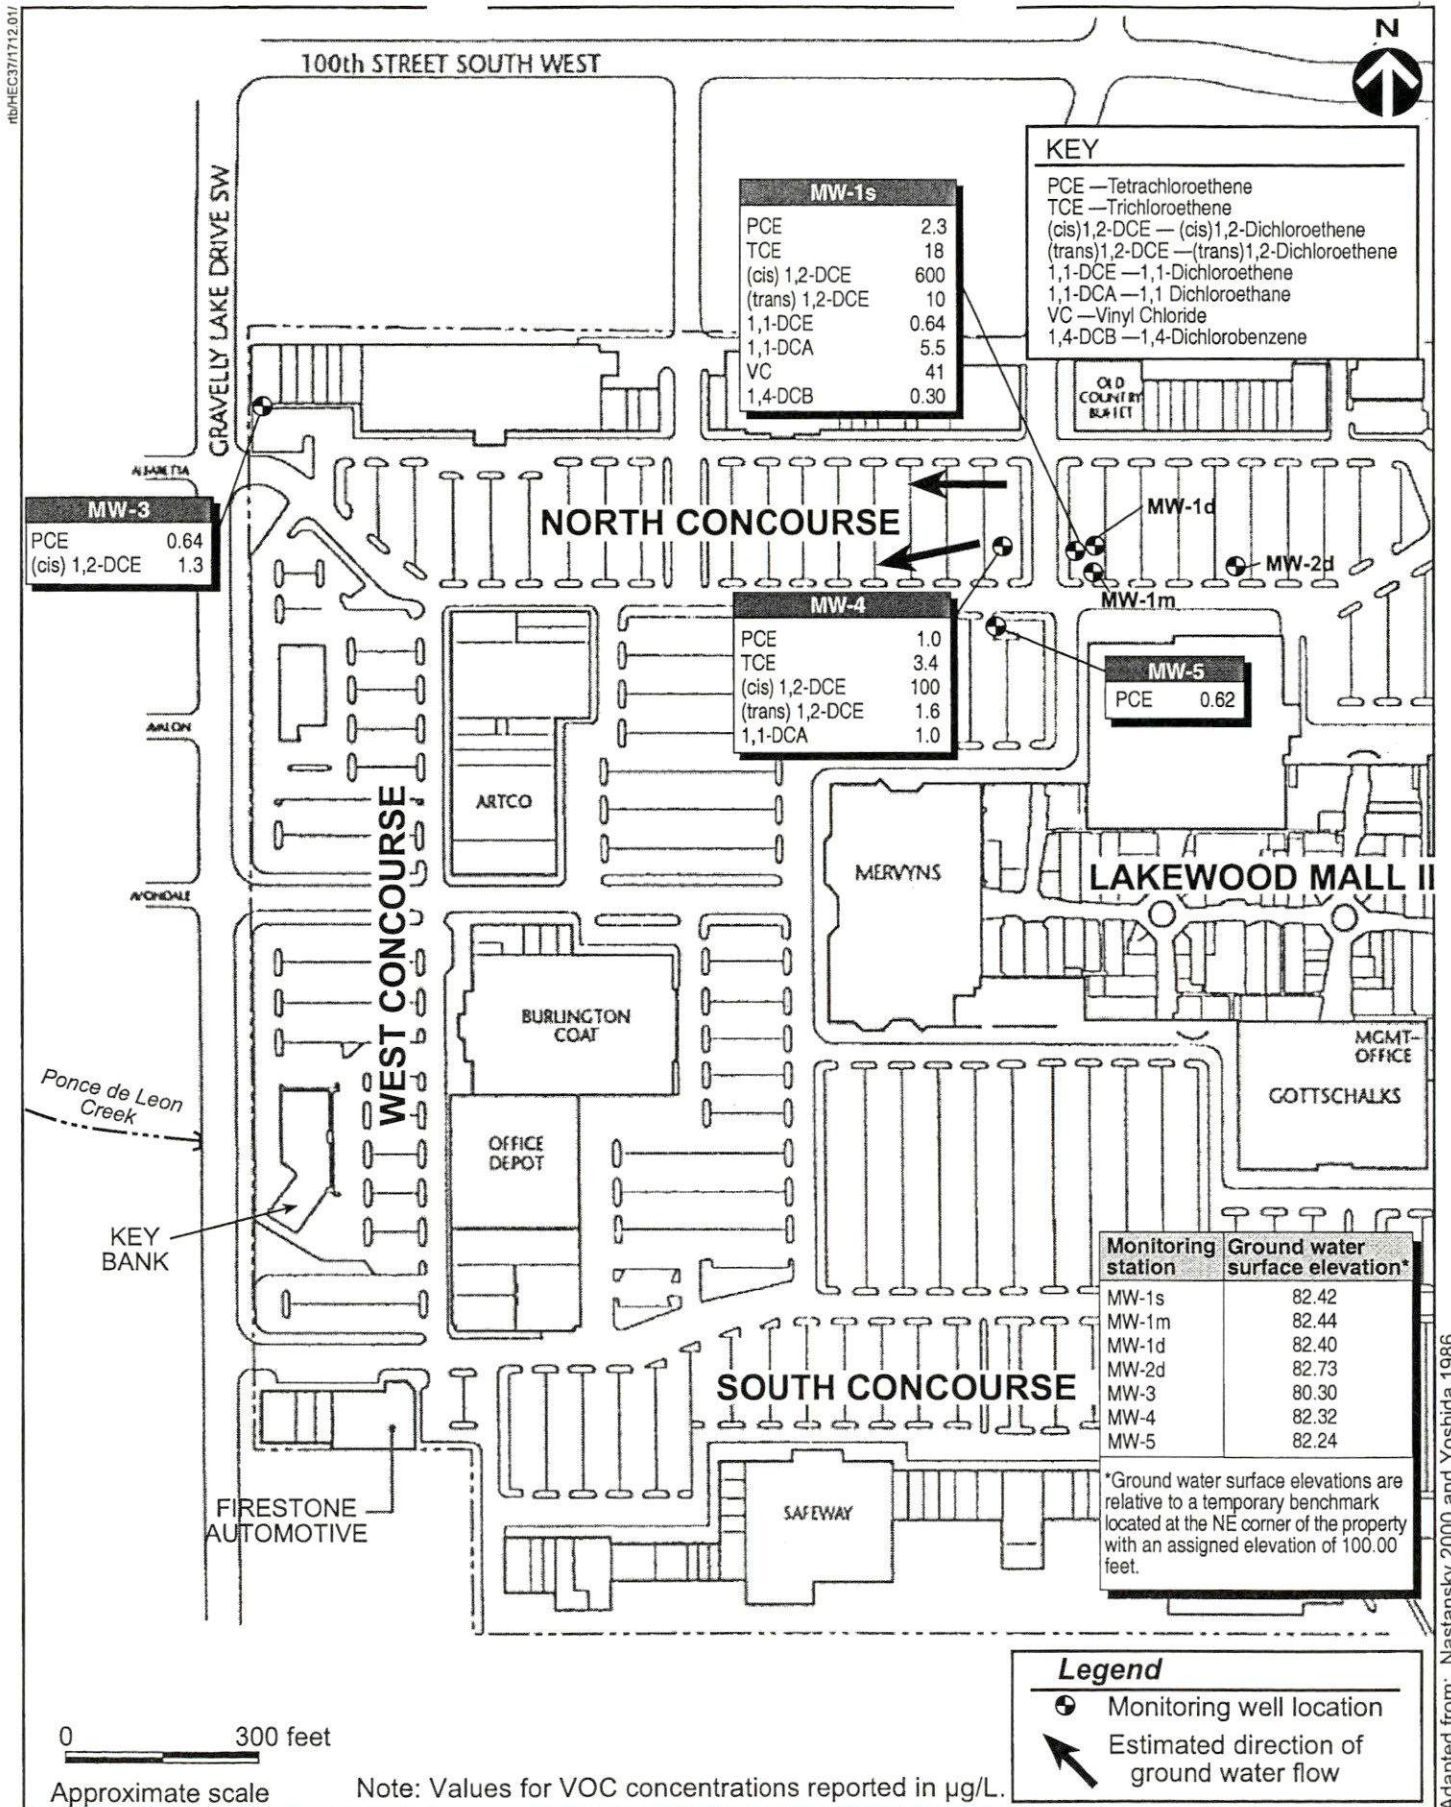 rtb/HEC37/1712.01/
100th STREET SOUTH WEST
N
GRAVELLY LAKE DRIVE SW
KEY
PCE —Tetrachloroethene
TCE —Trichloroethene
(cis)1,2-DCE — (cis)1,2-Dichloroethene
(trans)1,2-DCE —(trans)1,2-Dichloroethene
1,1-DCE —1,1-Dichloroethene
1,1-DCA —1,1 Dichloroethane
VC —Vinyl Chloride
1,4-DCB —1,4-Dichlorobenzene
MW-1s
PCE 2.3
TCE 18
(cis) 1,2-DCE 600
(trans) 1,2-DCE 10
1,1-DCE 0.64
1,1-DCA 5.5
VC 41
1,4-DCB 0.30
OLD
COUNTRY
BUFFET
MW-3
PCE 0.64
(cis) 1,2-DCE 1.3
NORTH CONCOURSE
MW-1d
MW-2d
MW-1m
MW-4
PCE 1.0
TCE 3.4
(cis) 1,2-DCE 100
(trans) 1,2-DCE 1.6
1,1-DCA 1.0
MW-5
PCE 0.62
AVALON
ARTCO
WEST CONCOURSE
MERVYNS
LAKEWOOD MALL II
AVONDALE
BURLINGTON
COAT
MGMT-
OFFICE
GOTTSCHALKS
Ponce de Leon
Creek
OFFICE
DEPOT
KEY
BANK
Monitoring station Ground water surface elevation*
MW-1s 82.42
MW-1m 82.44
MW-1d 82.40
MW-2d 82.73
MW-3 80.30
MW-4 82.32
MW-5 82.24
*Ground water surface elevations are
relative to a temporary benchmark
located at the NE corner of the property
with an assigned elevation of 100.00
feet.
SOUTH CONCOURSE
FIRESTONE
AUTOMOTIVE
SAFEWAY
Legend
Monitoring well location
Estimated direction of
ground water flow
0 300 feet
Approximate scale
Note: Values for VOC concentrations reported in µg/L.
Adapted from: Nastansky 2000 and Yoshida 1986